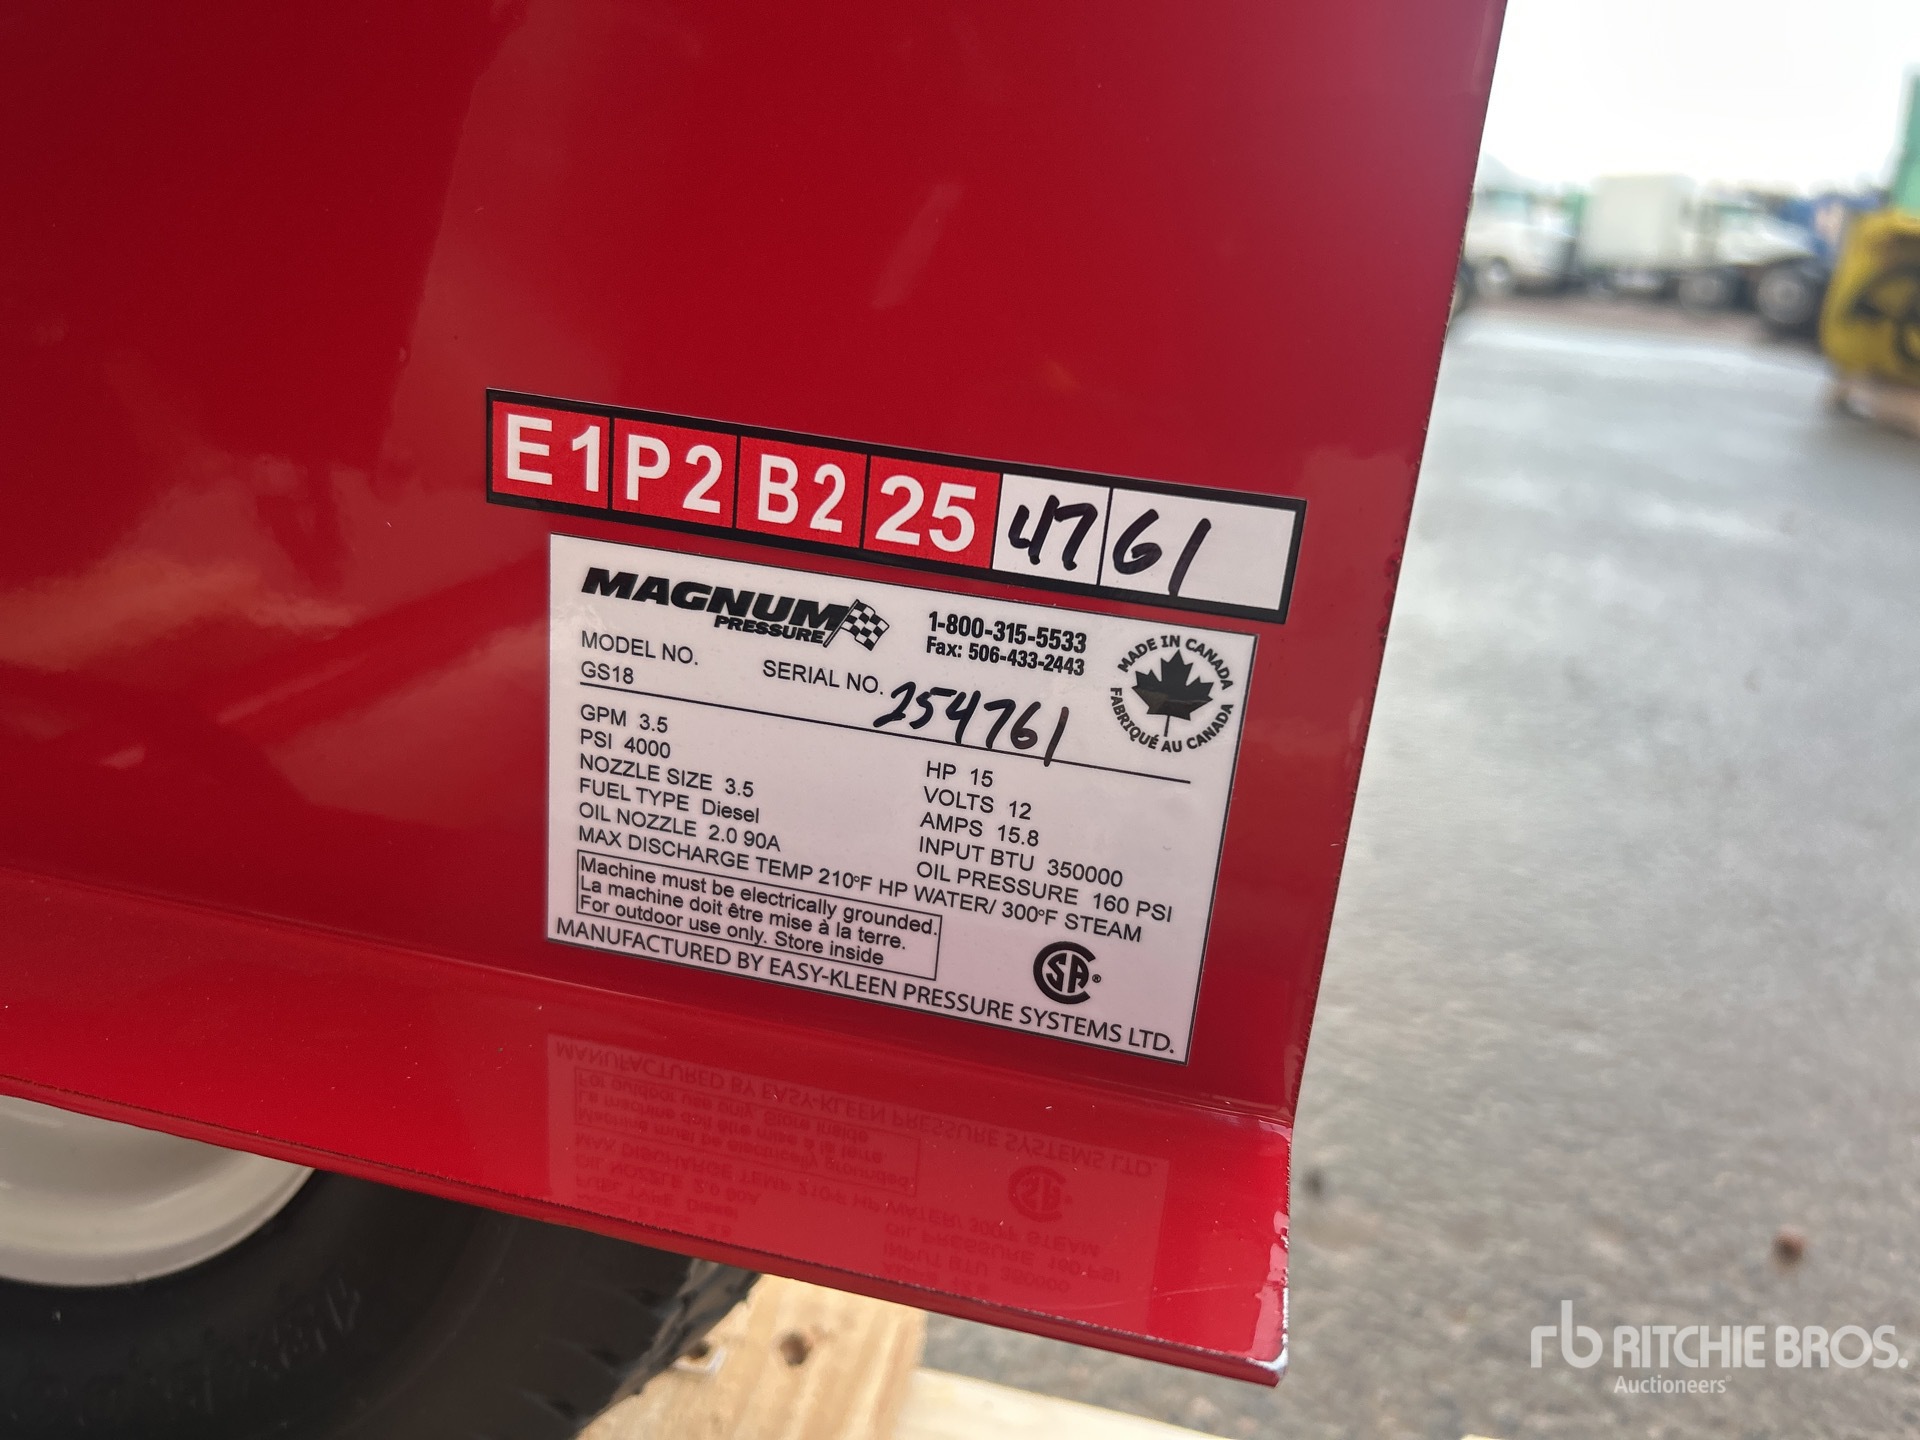 E1 P2 B2 25 47 61
MAGNUM
PRESSURE
1-800-315-5533
Fax: 506-433-2443
MADE IN CANADA
FABRIQUÉ AU CANADA
MODEL NO.
GS18
SERIAL NO. 254761
GPM 3.5
PSI 4000
NOZZLE SIZE 3.5
FUEL TYPE Diesel
OIL NOZZLE 2.0 90A
HP 15
VOLTS 12
AMPS 15.8
INPUT BTU 350000
OIL PRESSURE 160 PSI
MAX DISCHARGE TEMP 210°F HP WATER/ 300°F STEAM
Machine must be electrically grounded.
La machine doit être mise à la terre.
For outdoor use only. Store inside
CSA®
MANUFACTURED BY EASY-KLEEN PRESSURE SYSTEMS LTD.
rb RITCHIE BROS.
Auctioneers